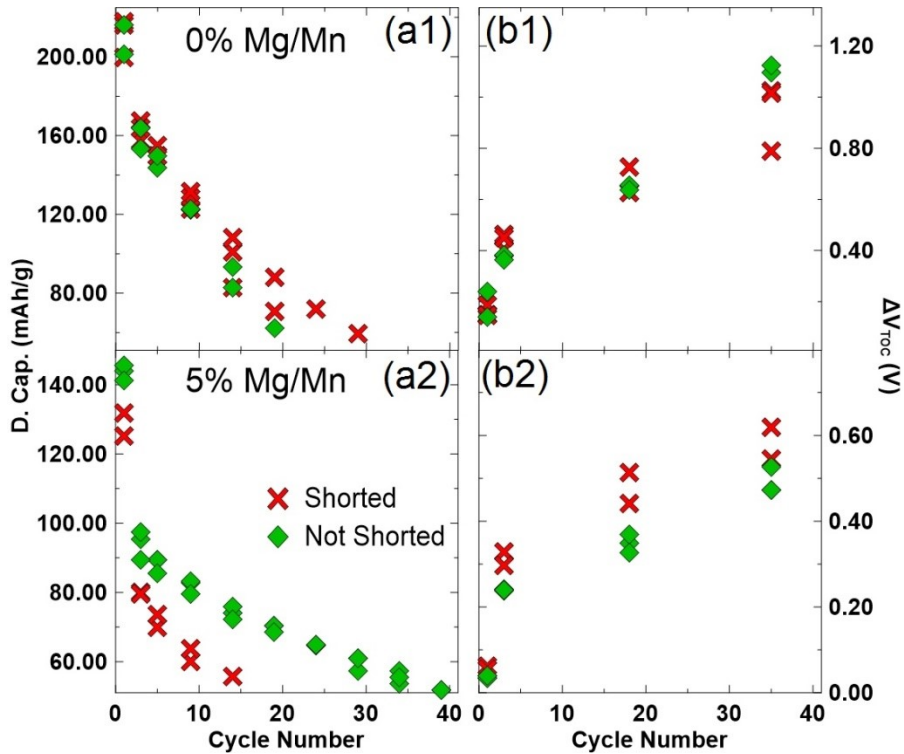 0% Mg/Mn (a1)
(b1)
200.00
160.00
120.00
80.00
1.20
0.80
0.40
D. Cap. (mAh/g)
ΔV_TOC (V)
5% Mg/Mn (a2)
(b2)
Shorted
Not Shorted
140.00
120.00
100.00
80.00
60.00
0.60
0.40
0.20
0.00
0 10 20 30 40
0 10 20 30 40
Cycle Number
Cycle Number